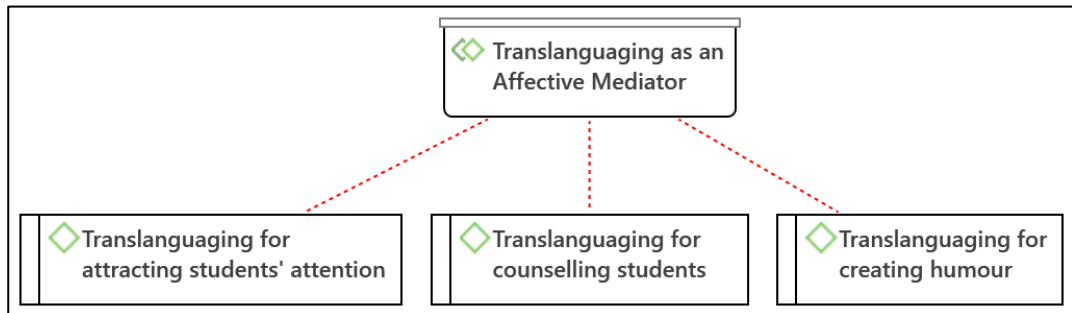 Translanguaging as an
Affective Mediator
Translanguaging for
attracting students' attention
Translanguaging for
counselling students
Translanguaging for
creating humour